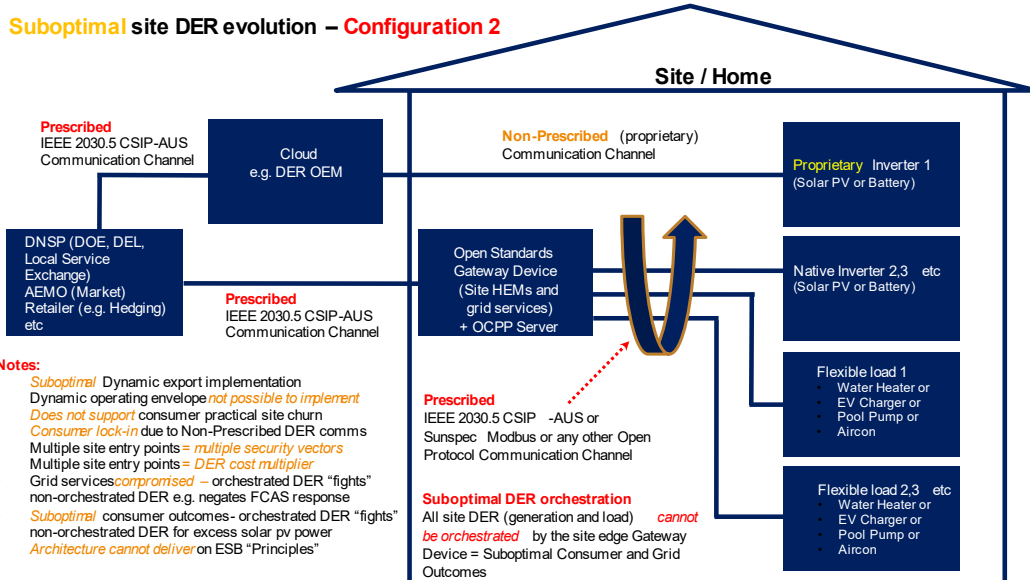 Suboptimal site DER evolution – Configuration 2
Site / Home
Prescribed
IEEE 2030.5 CSIP-AUS
Communication Channel
Cloud
e.g. DER OEM
Non-Prescribed (proprietary)
Communication Channel
Proprietary Inverter 1
(Solar PV or Battery)
DNSP (DOE, DEL,
Local Service
Exchange)
AEMO (Market)
Retailer (e.g. Hedging)
etc
Prescribed
IEEE 2030.5 CSIP-AUS
Communication Channel
Open Standards
Gateway Device
(Site HEMs and
grid services)
+ OCPP Server
Native Inverter 2,3 etc
(Solar PV or Battery)
Notes:
Suboptimal Dynamic export implementation
Dynamic operating envelope not possible to implement
Does not support consumer practical site churn
Consumer lock-in due to Non-Prescribed DER comms
Multiple site entry points = multiple security vectors
Multiple site entry points = DER cost multiplier
Grid services compromised – orchestrated DER “fights”
non-orchestrated DER e.g. negates FCAS response
Suboptimal consumer outcomes- orchestrated DER “fights”
non-orchestrated DER for excess solar pv power
Architecture cannot deliver on ESB “Principles”
Prescribed
IEEE 2030.5 CSIP -AUS or
Sunspec Modbus or any other Open
Protocol Communication Channel
Suboptimal DER orchestration
All site DER (generation and load) cannot
be orchestrated by the site edge Gateway
Device = Suboptimal Consumer and Grid
Outcomes
Flexible load 1
• Water Heater or
• EV Charger or
• Pool Pump or
• Aircon
Flexible load 2,3 etc
• Water Heater or
• EV Charger or
• Pool Pump or
• Aircon